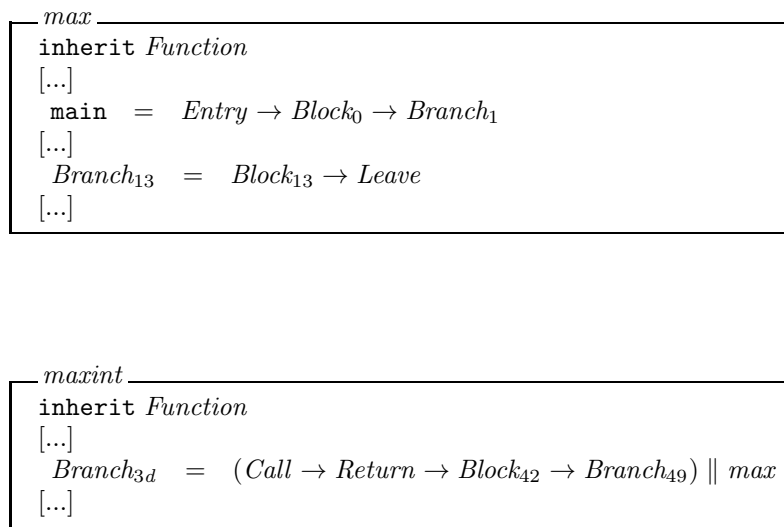 max
inherit Function
[...]
main = Entry → Block₀ → Branch₁
[...]
Branch₁₃ = Block₁₃ → Leave
[...]
maxint
inherit Function
[...]
Branch₃d = (Call → Return → Block₄₂ → Branch₄₉) ∥ max
[...]